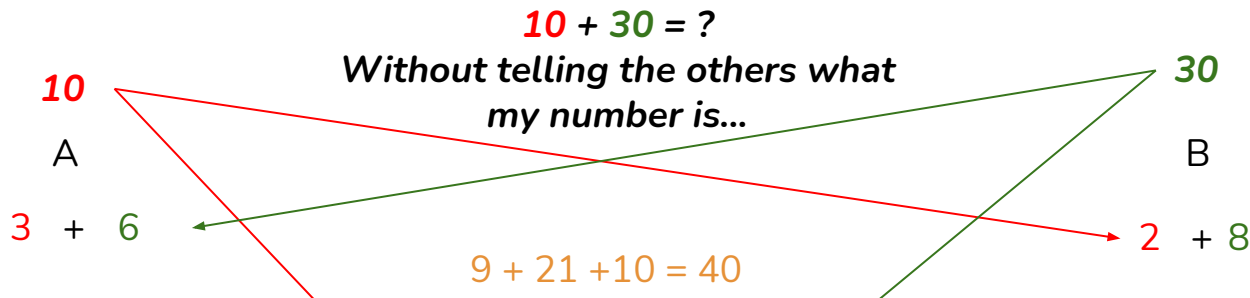 10 + 30 = ?
Without telling the others what
my number is...
10
30
A
B
3 + 6
2 + 8
9 + 21 +10 = 40